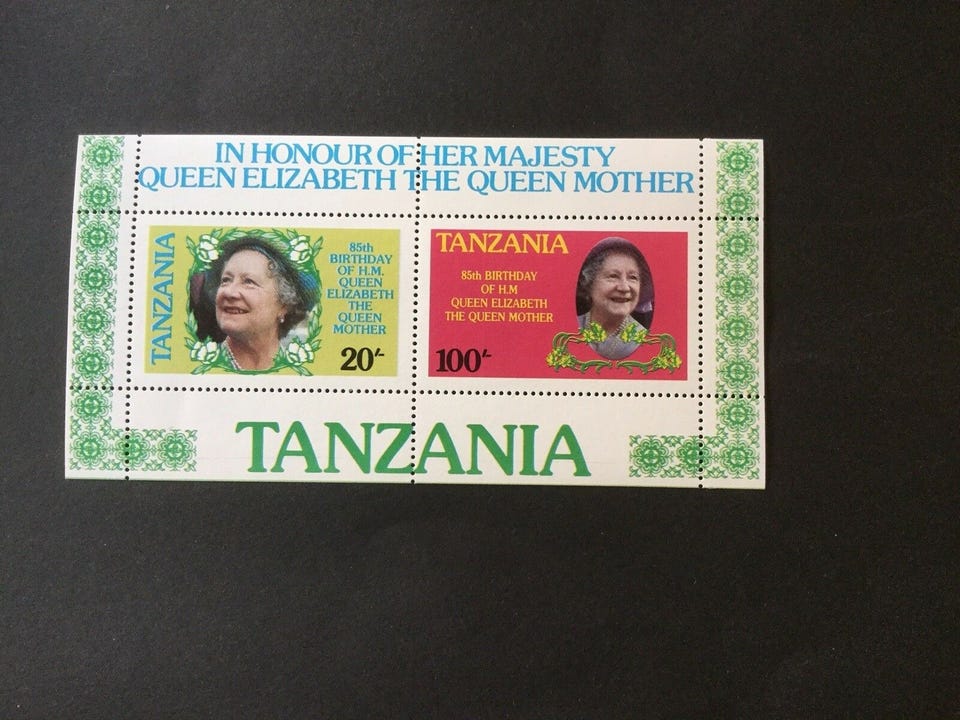 IN HONOUR OF HER MAJESTY
QUEEN ELIZABETH THE QUEEN MOTHER
TANZANIA
85th
BIRTHDAY
OF H.M.
QUEEN
ELIZABETH
THE
QUEEN
MOTHER
20/-
TANZANIA
85th BIRTHDAY
OF H.M
QUEEN ELIZABETH
THE QUEEN MOTHER
100/-
TANZANIA